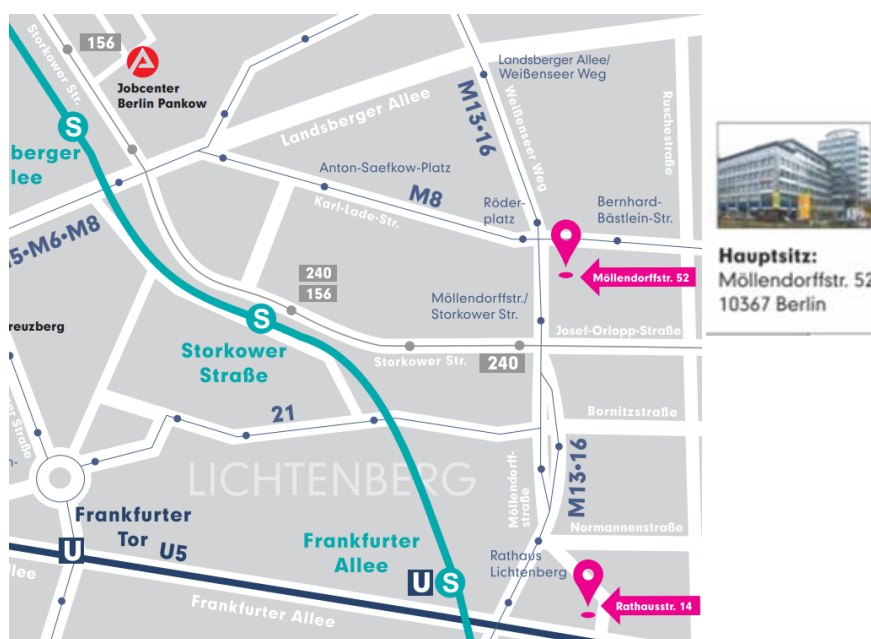 156
Storkower Str.
Jobcenter
Berlin Pankow
S
berger
llee
5•M6•M8
Landsberger Allee
Landsberger Allee/
Weißenseer Weg
M13•16
Weißenseer Weg
Ruschestraße
Anton-Saefkow-Platz
M8
Karl-Lade-Str.
Röder-
platz
Bernhard-
Bästlein-Str.
Möllendorffstr. 52
240
156
Möllendorffstr./
Storkower Str.
Josef-Orlopp-Straße
S
Storkower
Straße
Storkower Str.
240
reuzberg
er Straße
n-
21
Bornitzstraße
LICHTENBERG
Möllendorff-
straße
M13•16
Normannenstraße
Frankfurter
Tor
U5
U
Frankfurter
Allee
U S
Rathaus
Lichtenberg
Rathausstr. 14
llee
Frankfurter Allee
Hauptsitz:
Möllendorffstr. 52
10367 Berlin